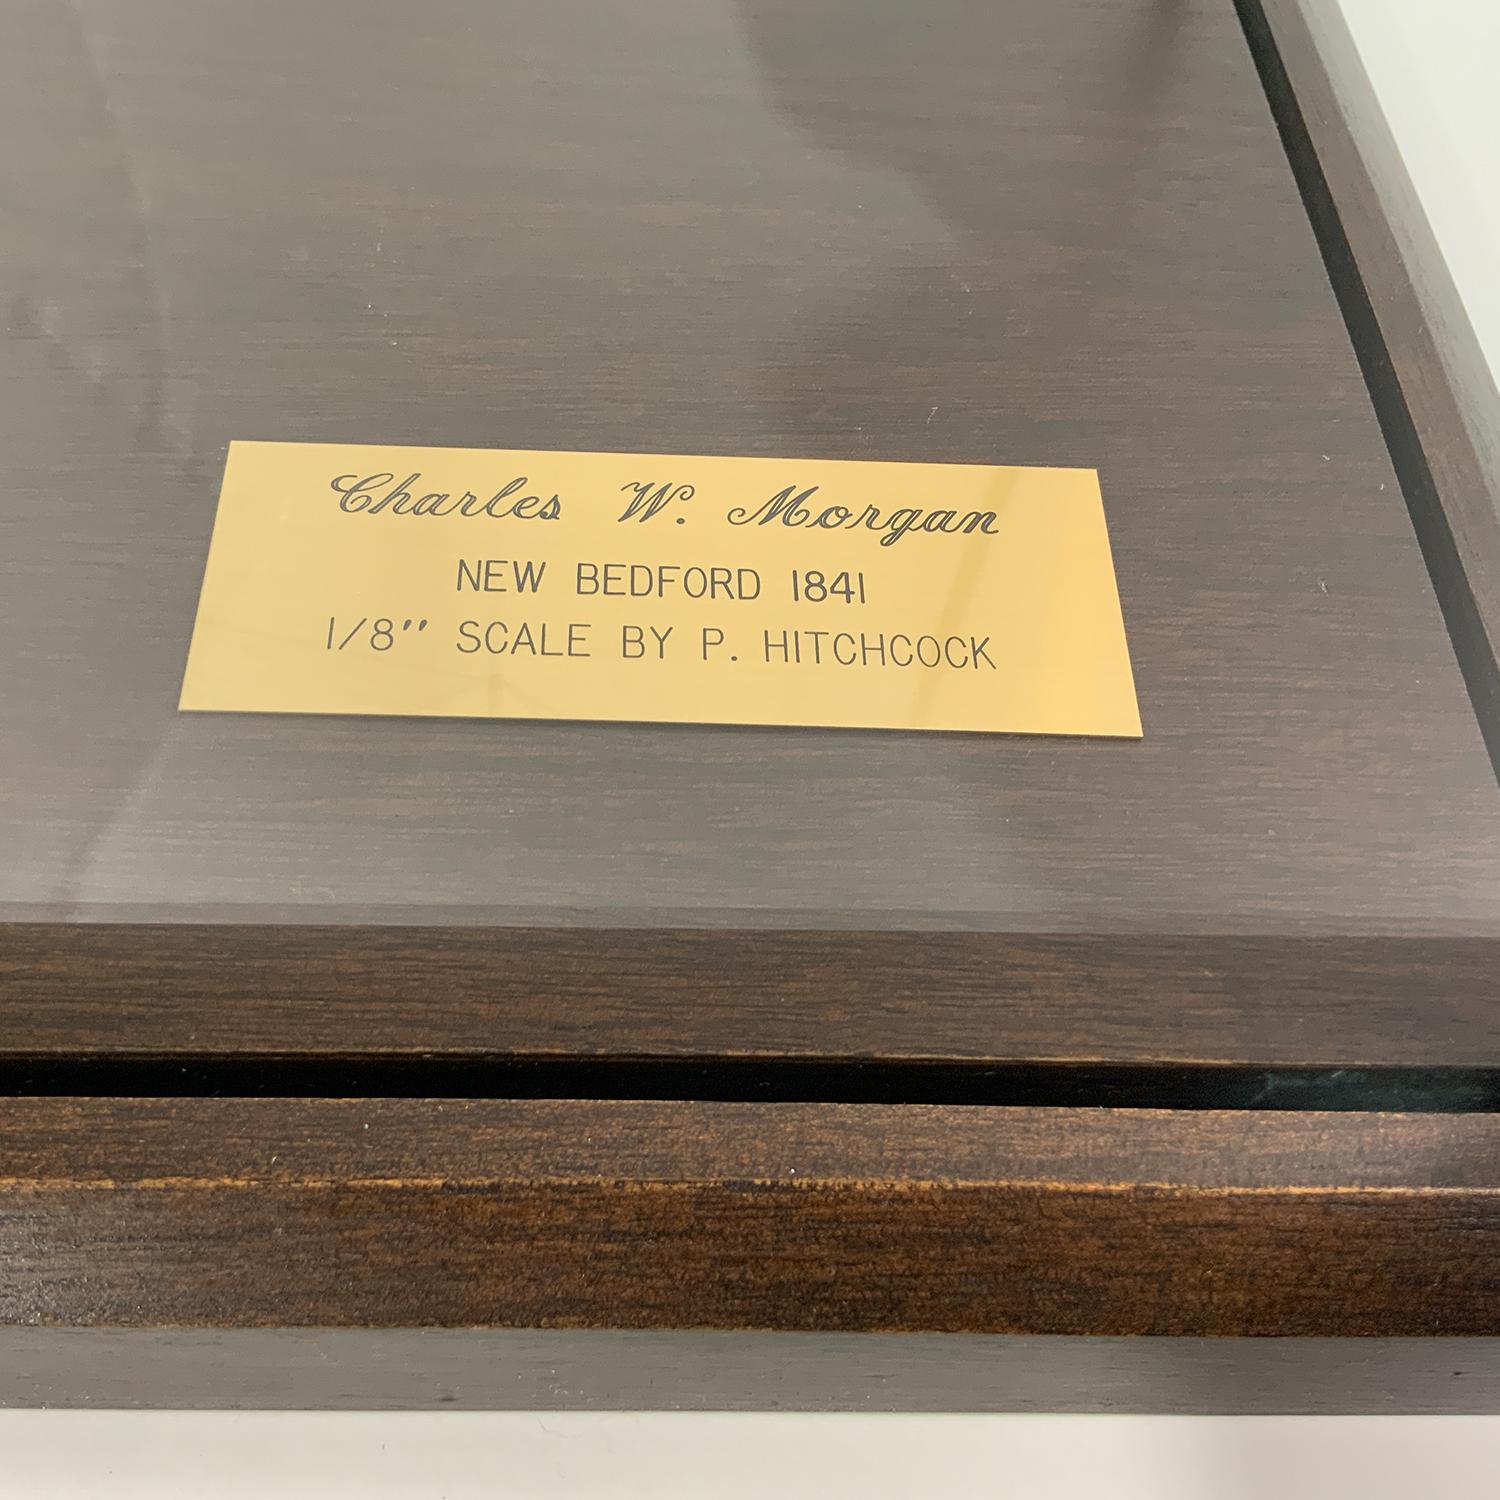 Charles W. Morgan
NEW BEDFORD 1841
1/8" SCALE BY P. HITCHCOCK